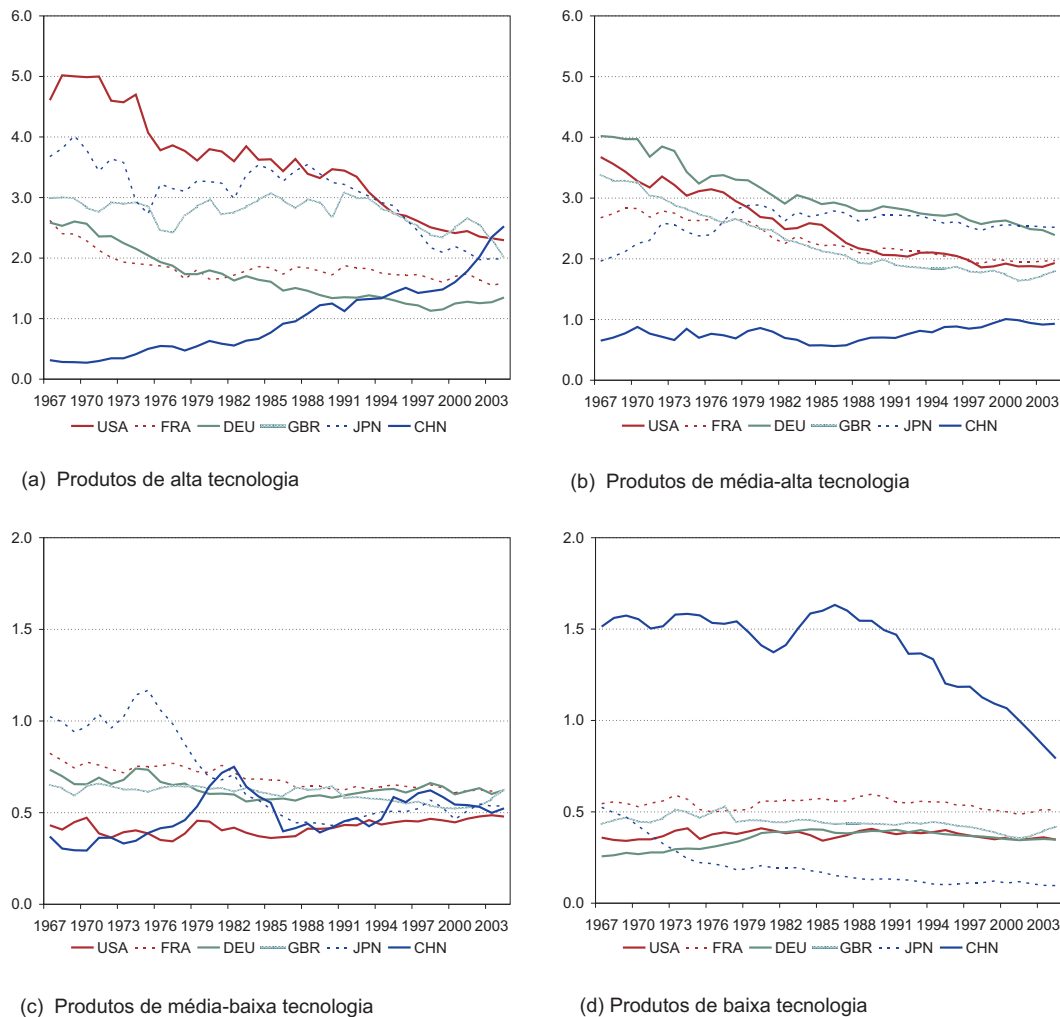 6.0
5.0
4.0
3.0
2.0
1.0
0.0
1967 1970 1973 1976 1979 1982 1985 1988 1991 1994 1997 2000 2003
USA FRA DEU GBR JPN CHN
(a) Produtos de alta tecnologia
6.0
5.0
4.0
3.0
2.0
1.0
0.0
1967 1970 1973 1976 1979 1982 1985 1988 1991 1994 1997 2000 2003
USA FRA DEU GBR JPN CHN
(b) Produtos de média-alta tecnologia
2.0
1.5
1.0
0.5
0.0
1967 1970 1973 1976 1979 1982 1985 1988 1991 1994 1997 2000 2003
USA FRA DEU GBR JPN CHN
(c) Produtos de média-baixa tecnologia
2.0
1.5
1.0
0.5
0.0
1967 1970 1973 1976 1979 1982 1985 1988 1991 1994 1997 2000 2003
USA FRA DEU GBR JPN CHN
(d) Produtos de baixa tecnologia